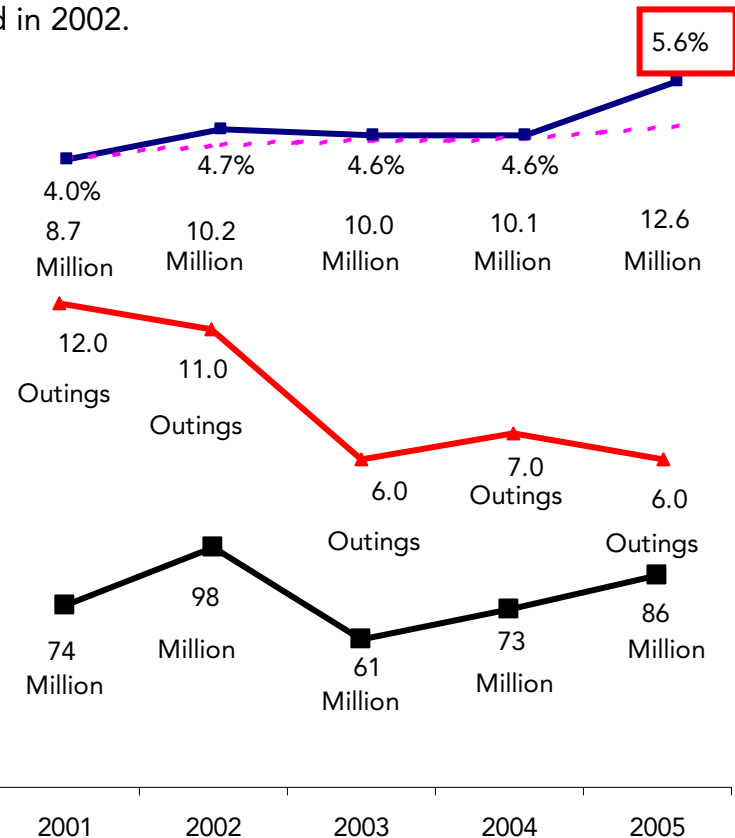 d in 2002.
5.6%
4.7% 4.6% 4.6%
4.0%
8.7 10.2 10.0 10.1 12.6
Million Million Million Million Million
12.0
11.0
Outings
Outings
7.0
6.0 Outings 6.0
Outings Outings
98 86
74 Million 73 Million
Million 61 Million
Million
2001 2002 2003 2004 2005